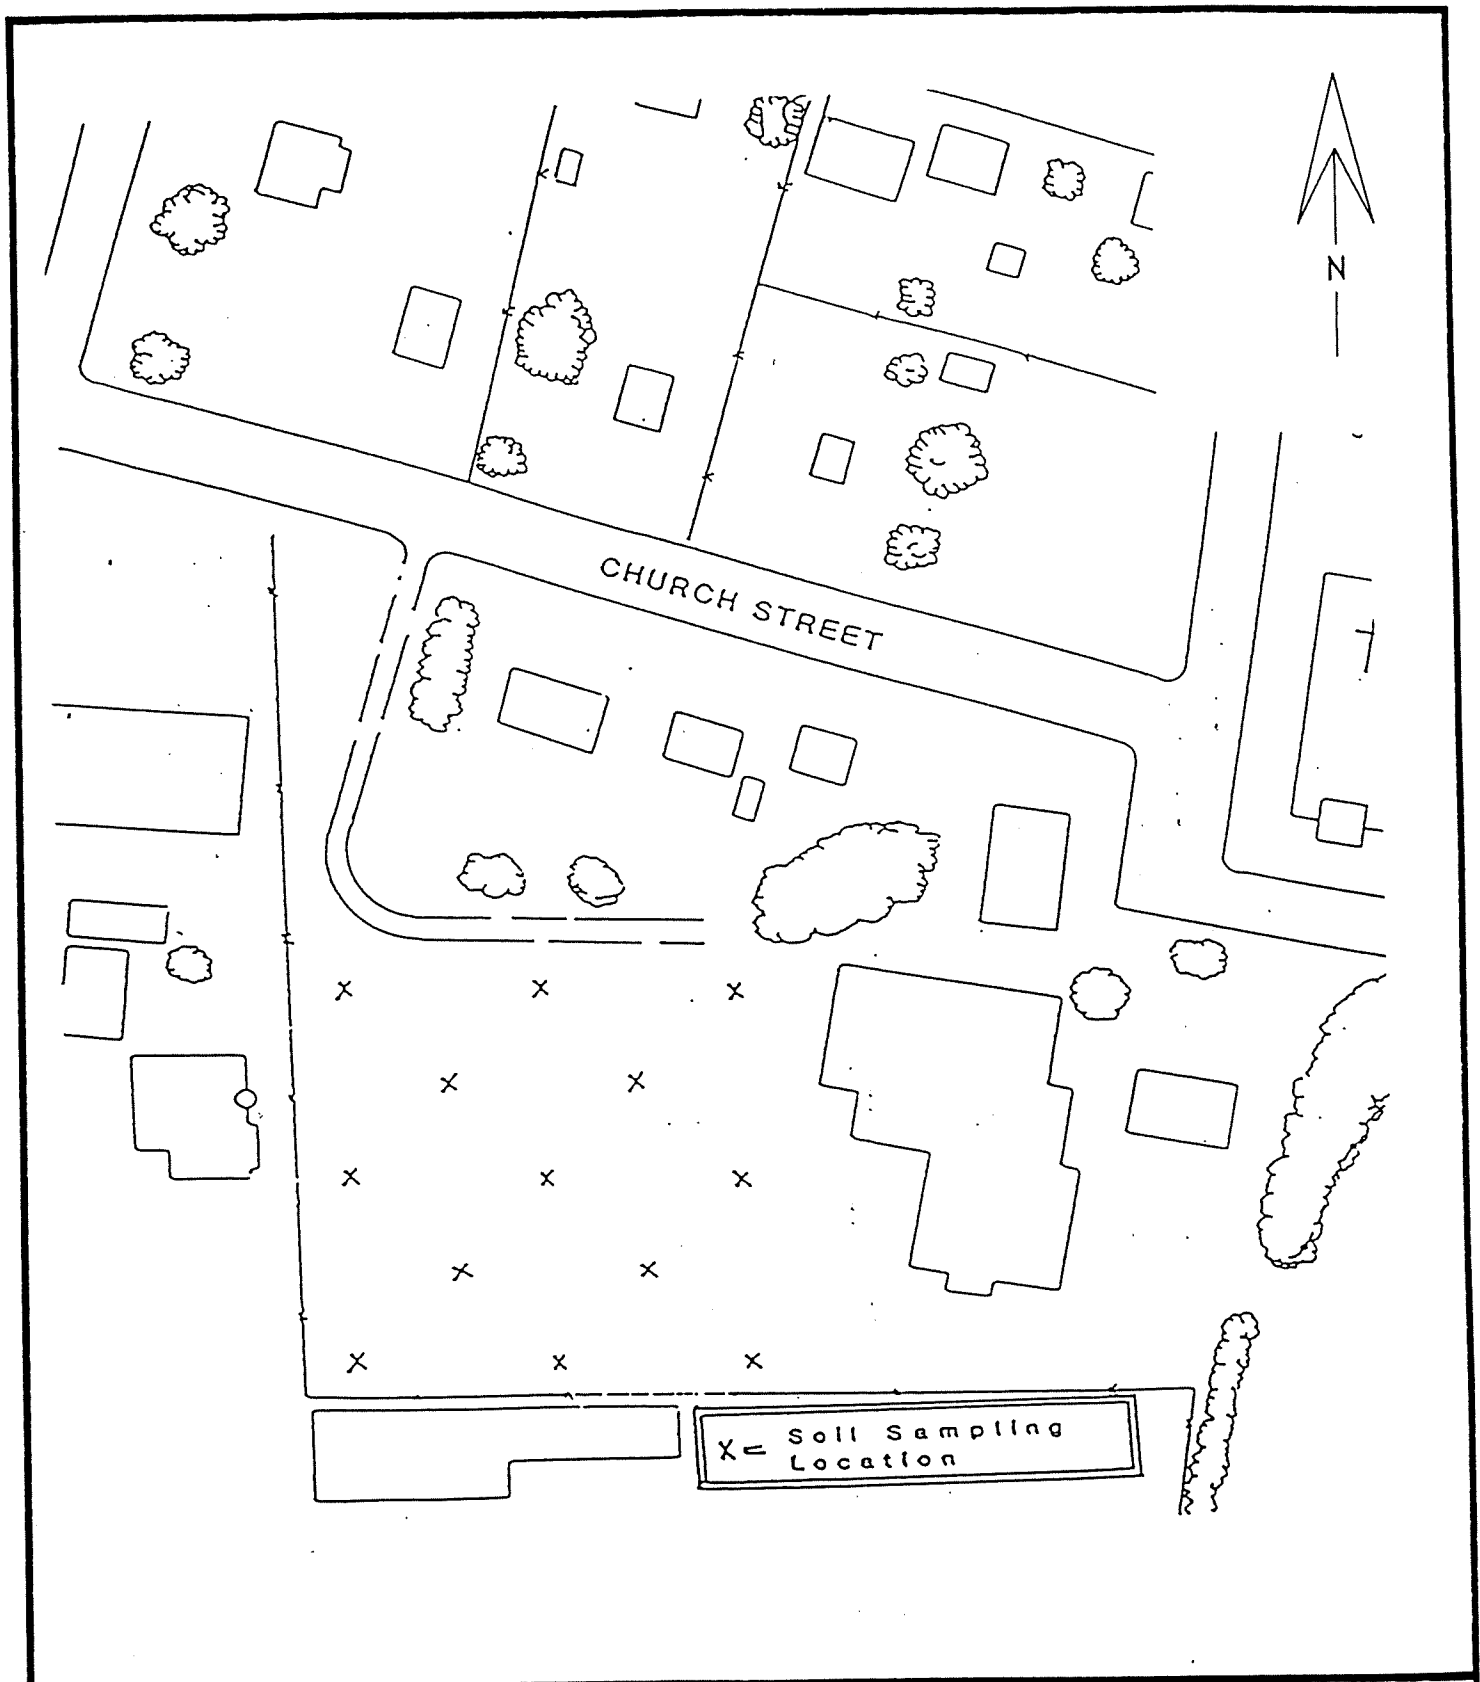 N
CHURCH STREET
X = Soil Sampling
Location